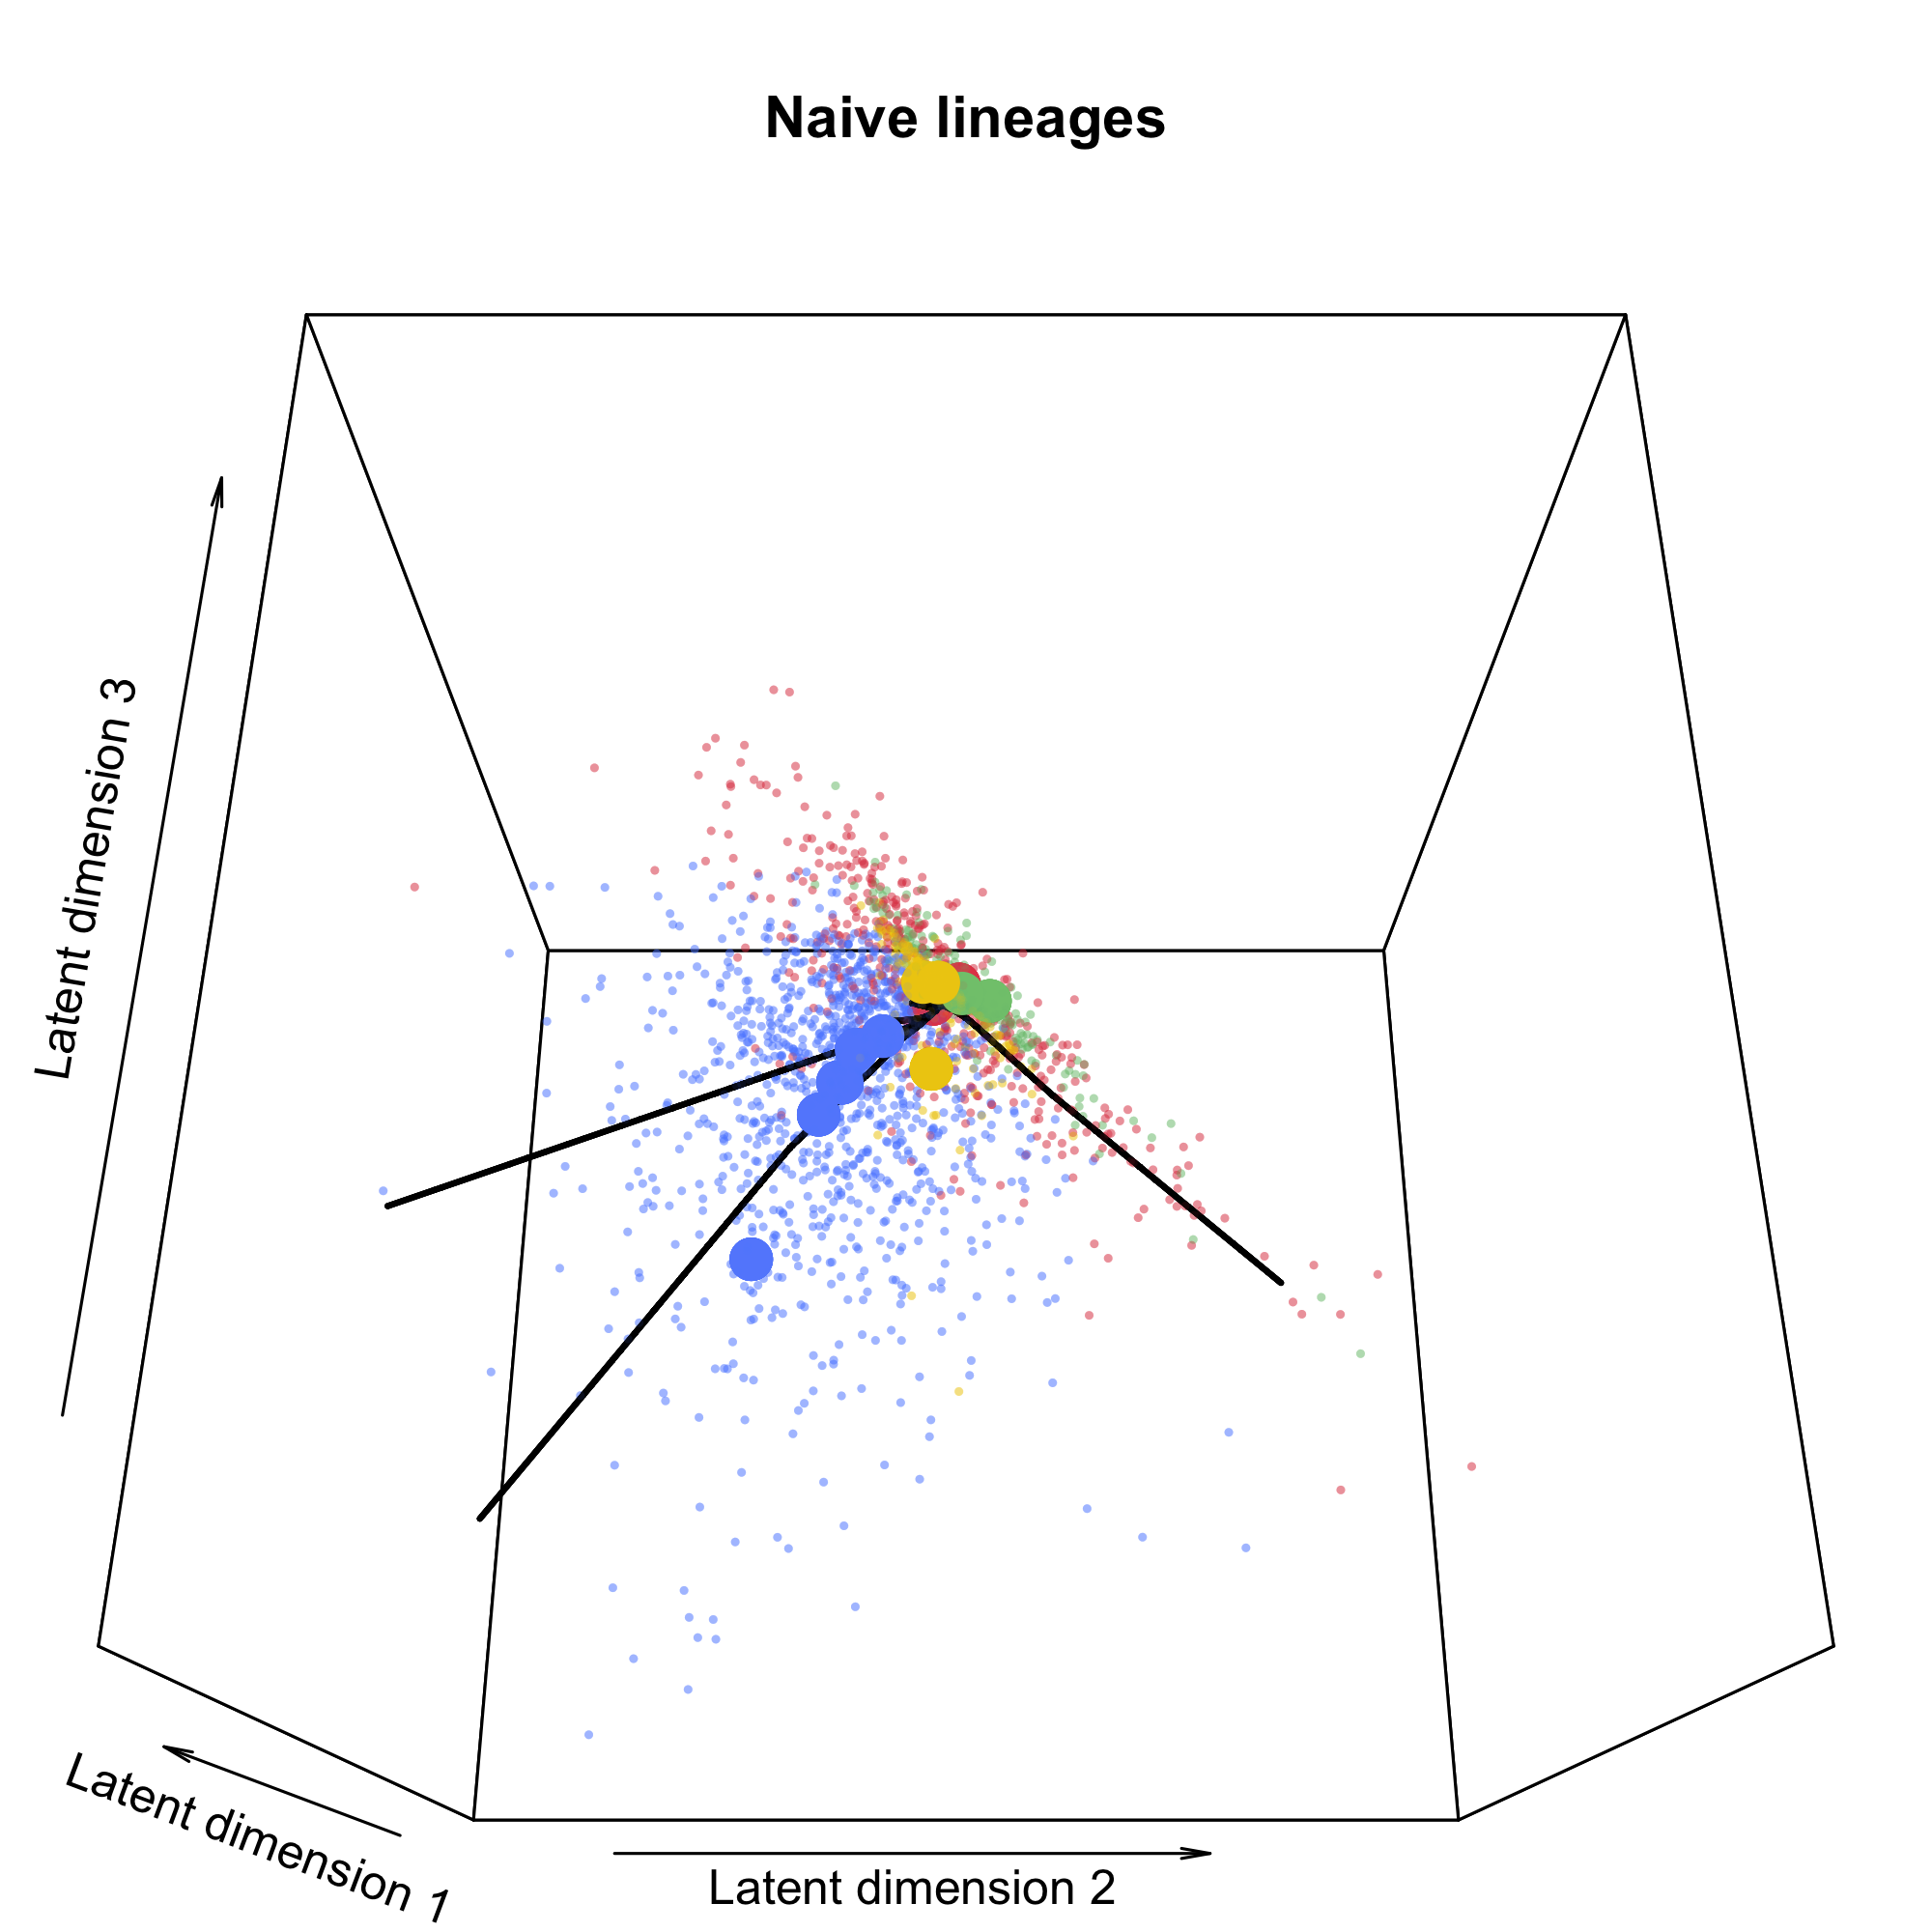 Naive lineages
Latent dimension 3
Latent dimension 1
Latent dimension 2